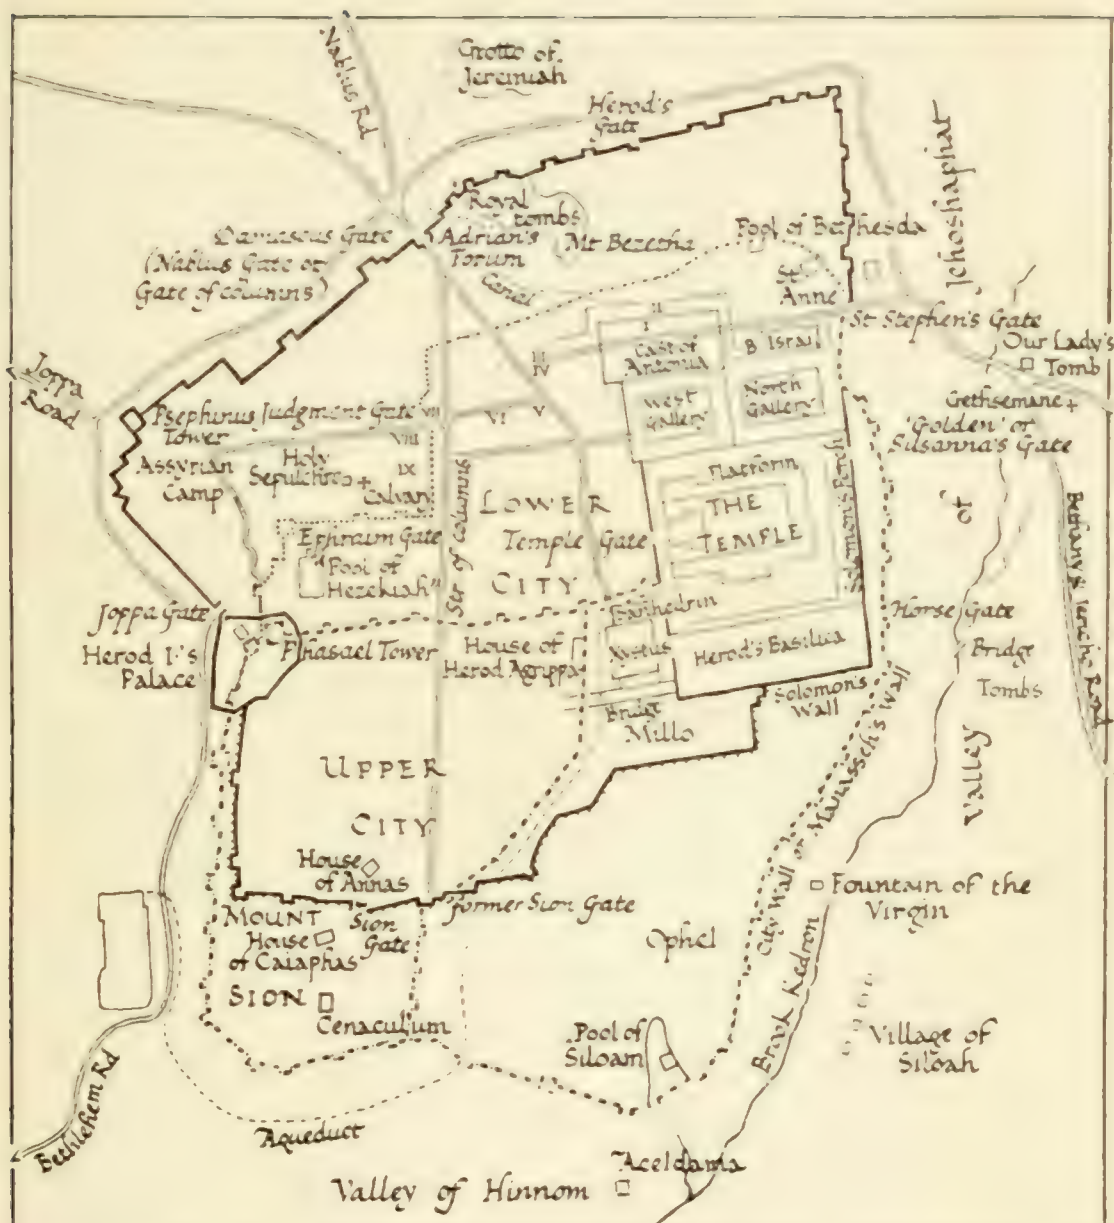 Nablus Rd
Grotto of
Jeremiah
Herod's
Gate
Jehoshaphat
Royal
tombs
Adrian's
Forum
Mt Bezetha
Canal
Damascus Gate
(Nablus Gate or
Gate of columns)
Pool of Bethesda
St
Anne
St Stephen's Gate
Our Lady's
Tomb
Joppa
Road
II
I
Cast. of
Antonia
B Israil
III
IV
V
VI
VII
VIII
IX
West
Gallery
North
Gallery
Gethsemane +
'Golden' or
Susanna's Gate
Psephinus
Tower
Judgment Gate
Assyrian
Camp
Holy
Sepulchre +
Calvary
Str of Columns
LOWER
CITY
Temple Gate
Platform
THE
TEMPLE
Solomon's Porch
of
Bethany & Jericho Road
Ephraim Gate
"Pool of
Hezekiah"
Joppa Gate
Herod I.'s
Palace
Phasael Tower
House of
Herod Agrippa
Sanhedrin
Xystus
Herod's Basilica
Horse Gate
Bridge
Tombs
Solomon's
Wall
Bridge
Millo
UPPER
CITY
City Wall or Manasseh's Wall
Valley
House
of Annas
Former Sion Gate
Sion
Gate
MOUNT
SION
House
of Caiaphas
Cenaculum
Ophel
Fountain of the
Virgin
Brook Kedron
Pool of
Siloam
Village of
Siloah
Bethlehem Rd
Aqueduct
Aceldama
Valley of Hinnom